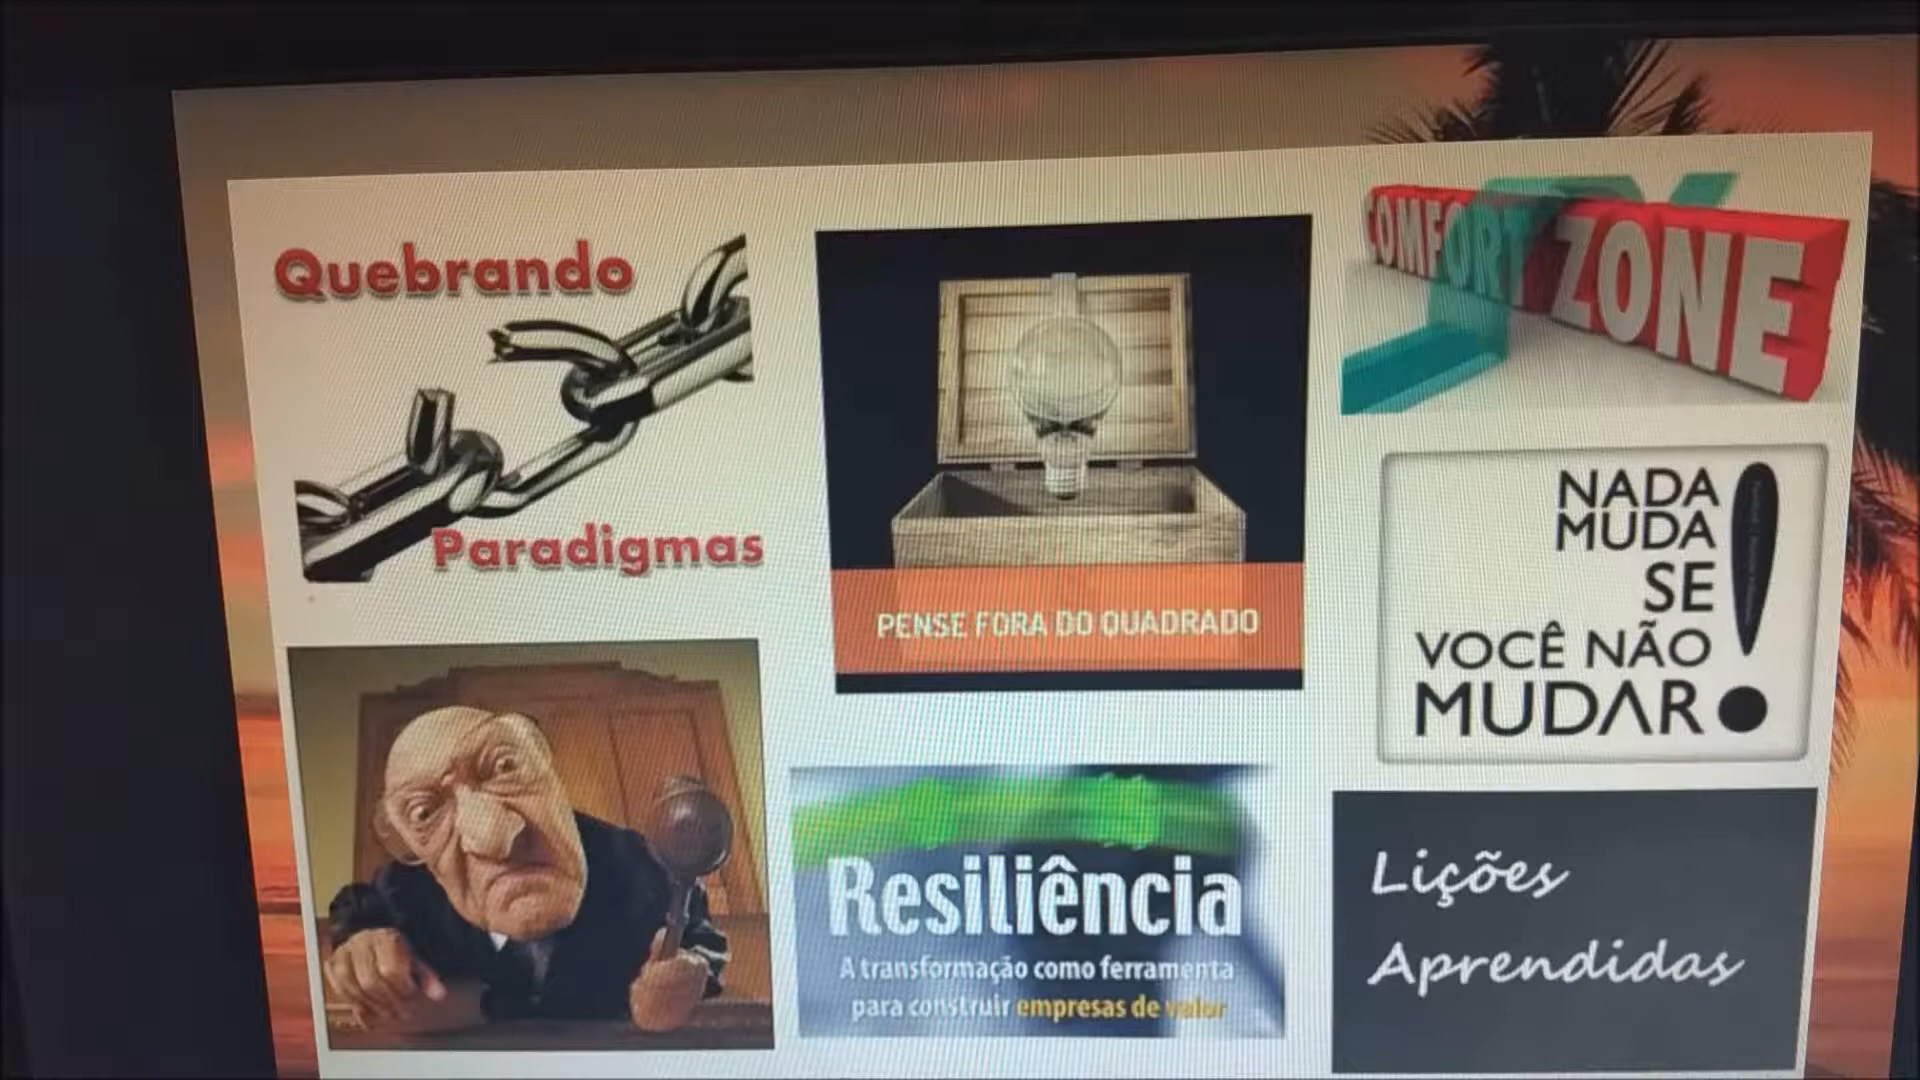 Quebrando
Paradigmas
PENSE FORA DO QUADRADO
COMFORT ZONE
NADA
MUDA
SE
VOCÊ NÃO
MUDAR!
Resiliência
A transformação como ferramenta
para construir empresas de valor
Lições
Aprendidas